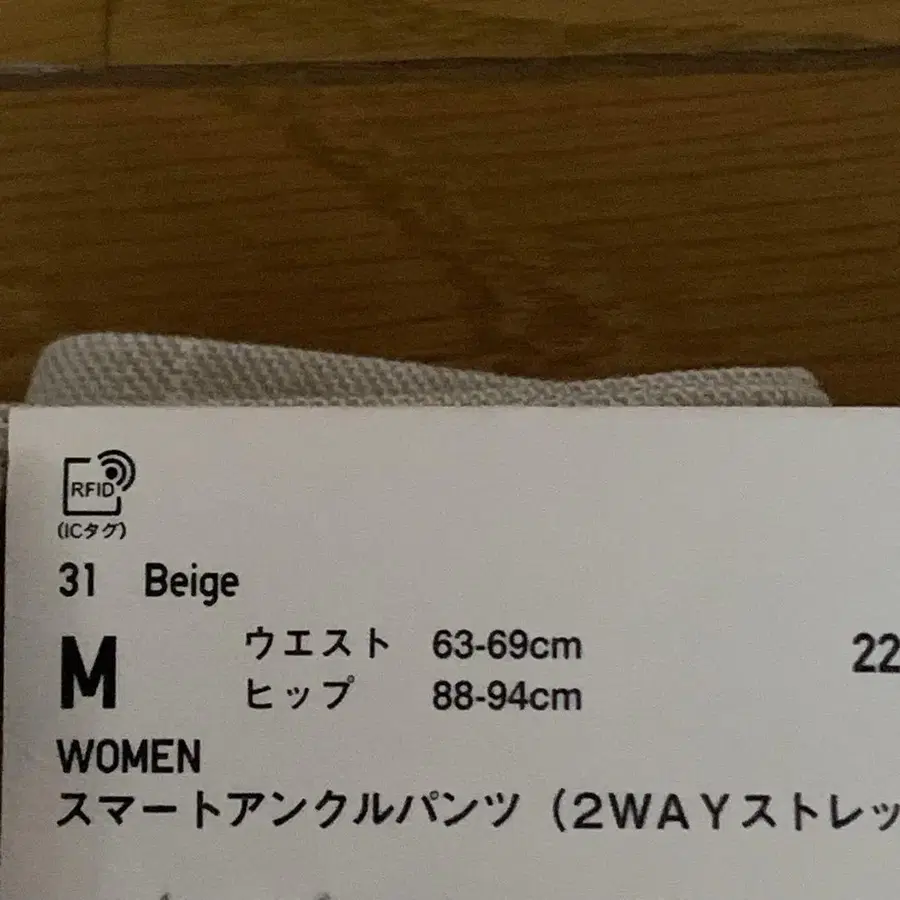 RFID
(ICタグ)
31 Beige
M
ウエスト 63-69cm
ヒップ 88-94cm
22
WOMEN
スマートアンクルパンツ（2WAYストレッ